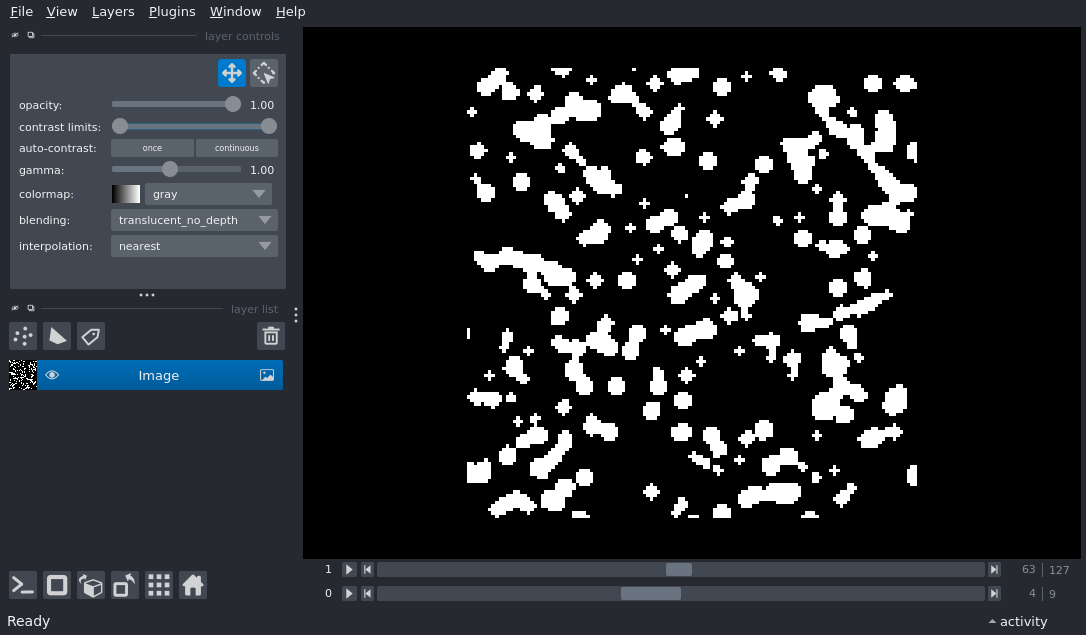 File View Layers Plugins Window Help
layer controls
opacity: 1.00
contrast limits:
auto-contrast: once continuous
gamma: 1.00
colormap: gray
blending: translucent_no_depth
interpolation: nearest
layer list
Image
1 63 127
0 4 9
Ready activity